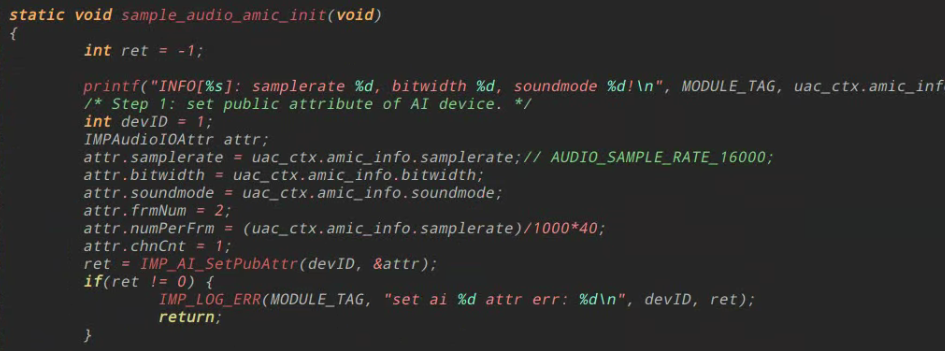 static void sample_audio_amic_init(void)
{
int ret = -1;
printf("INFO[%s]: samplerate %d, bitwidth %d, soundmode %d!\n", MODULE_TAG, uac_ctx.amic_inf
/* Step 1: set public attribute of AI device. */
int devID = 1;
IMPAudioIOAttr attr;
attr.samplerate = uac_ctx.amic_info.samplerate;// AUDIO_SAMPLE_RATE_16000;
attr.bitwidth = uac_ctx.amic_info.bitwidth;
attr.soundmode = uac_ctx.amic_info.soundmode;
attr.frmNum = 2;
attr.numPerFrm = (uac_ctx.amic_info.samplerate)/1000*40;
attr.chnCnt = 1;
ret = IMP_AI_SetPubAttr(devID, &attr);
if(ret != 0) {
IMP_LOG_ERR(MODULE_TAG, "set ai %d attr err: %d\n", devID, ret);
return;
}